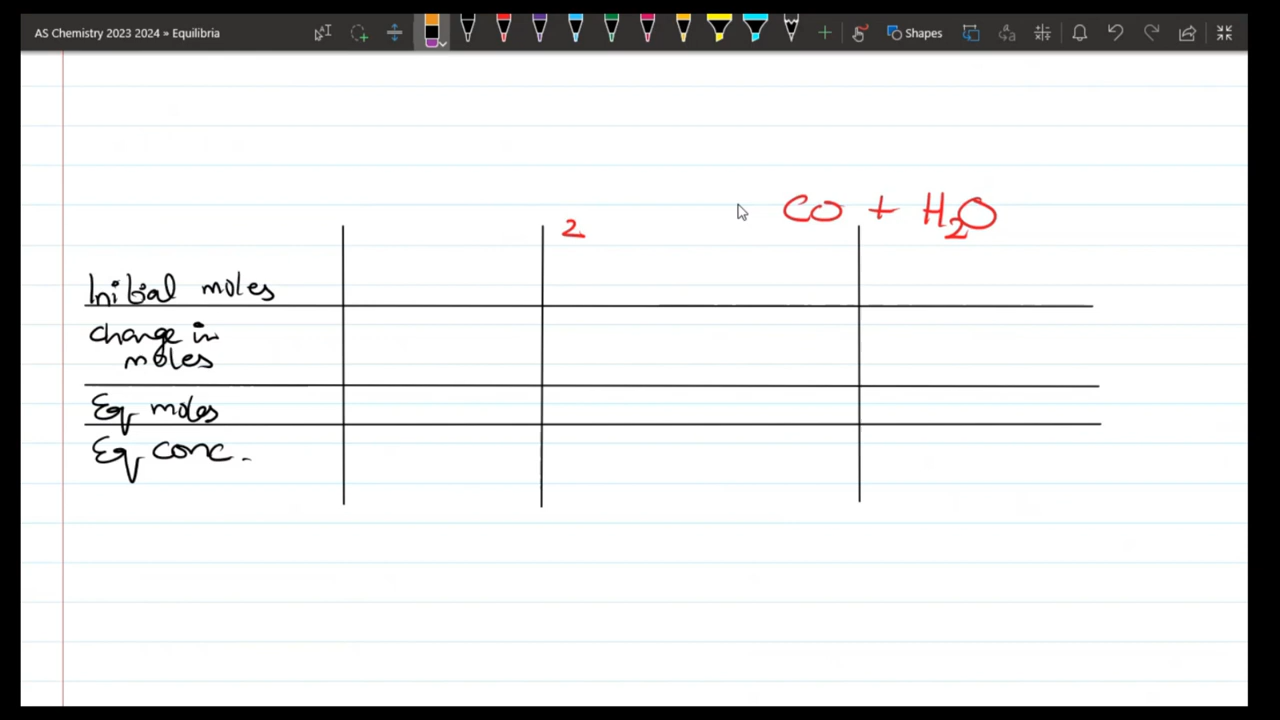 AS Chemistry 2023 2024 » Equilibria
Shapes
CO + H₂O
2
Initial moles
change in
moles
Eq moles
Eq conc.